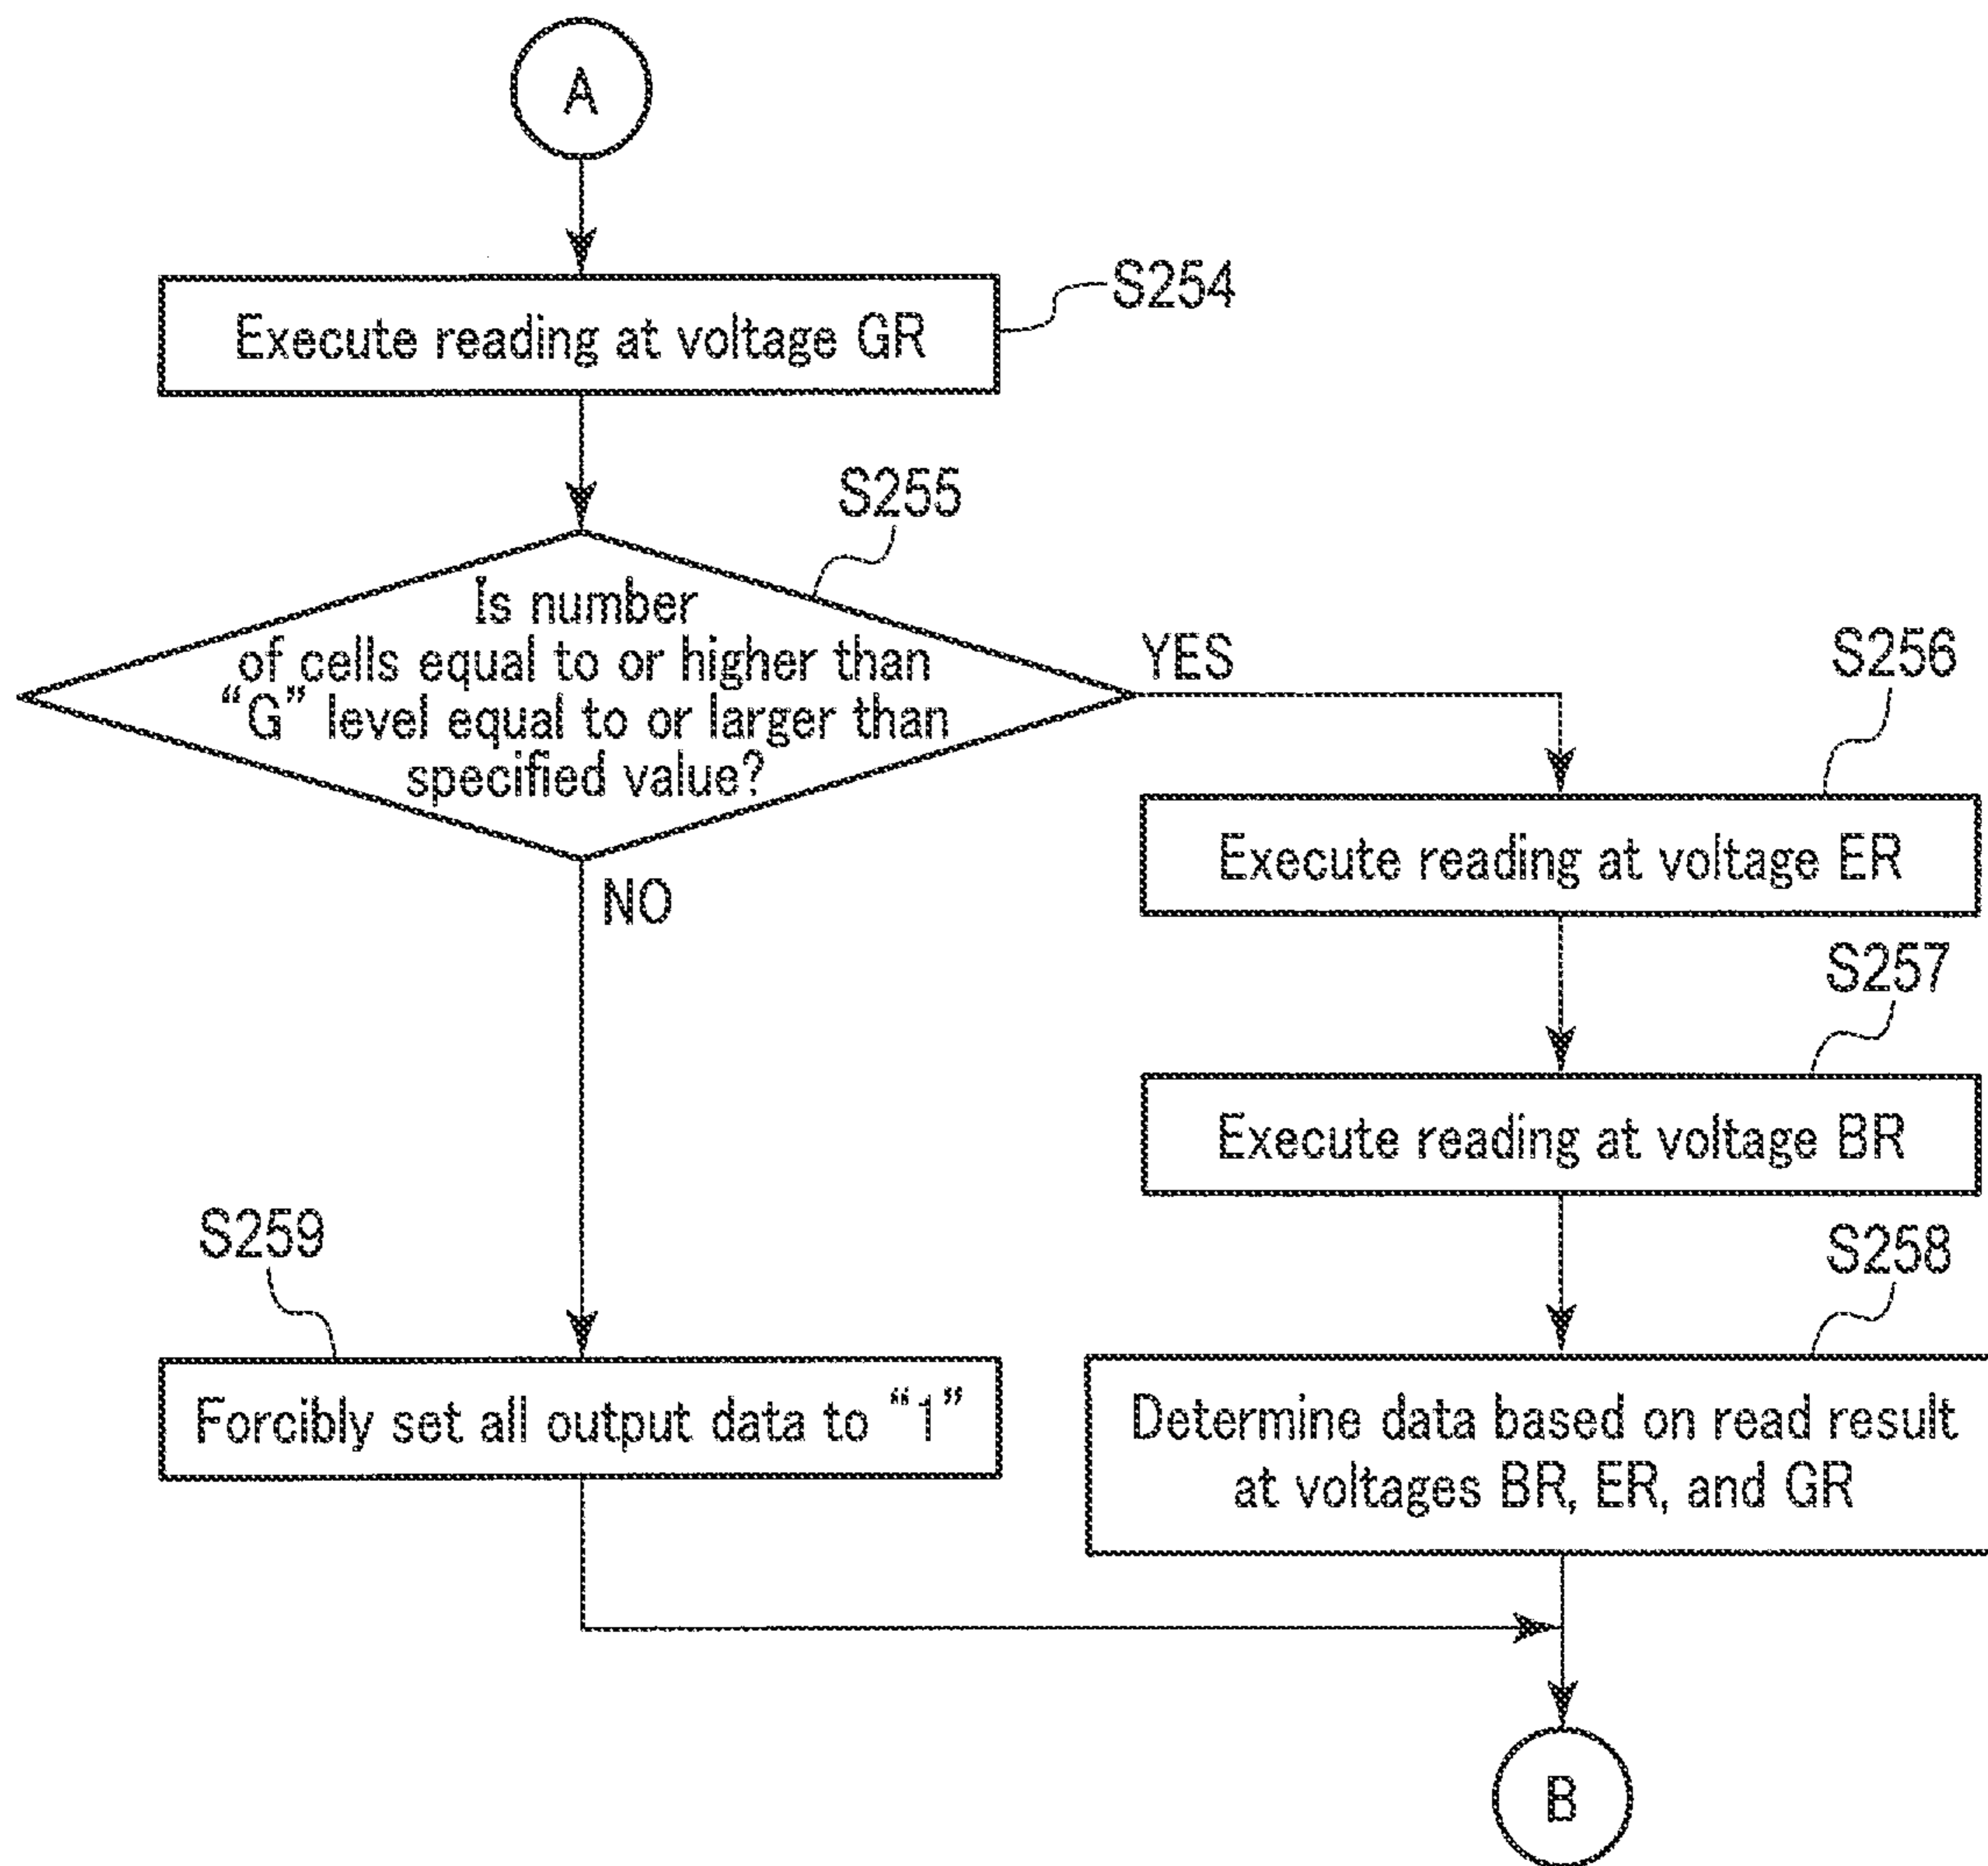 A
S254
Execute reading at voltage GR
S255
Is number
of cells equal to or higher than
“G” level equal to or larger than
specified value?
YES
NO
S256
Execute reading at voltage ER
S257
Execute reading at voltage BR
S259
Forcibly set all output data to “1”
S258
Determine data based on read result
at voltages BR, ER, and GR
B